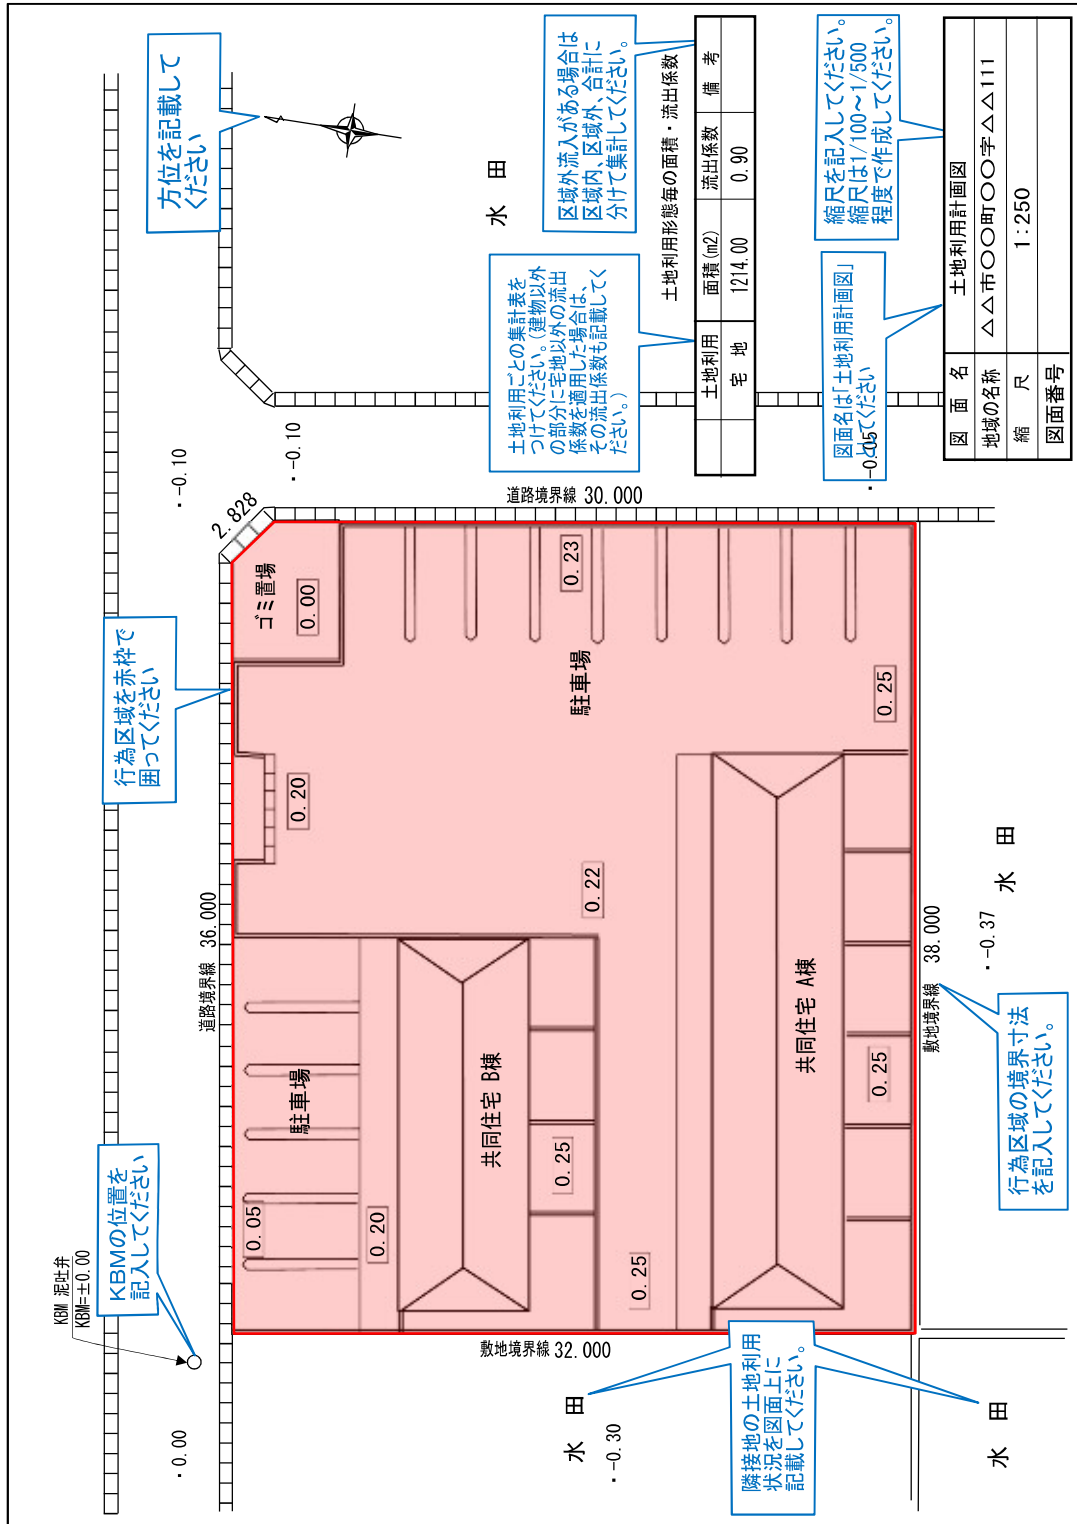 方位を記載して
ください
水　田
区域外流入がある場合は
区域内、区域外、合計に
分けて集計してください。
土地利用ごとの集計表を
つけてください。（建物以外
の部分に宅地以外の流出
係数を適用した場合は、
その流出係数も記載してく
ださい。）
土地利用形態毎の面積・流出係数
土地利用　面積(m2)　流出係数　備　考
宅　地　1214.00　0.90
縮尺を記入してください。
縮尺は1/100～1/500
程度で作成してください。
図面名は「土地利用計画図」
としてください
図　面　名　土地利用計画図
地域の名称　△△市〇〇町〇〇字△△111
縮　尺　1:250
図面番号
・-0.10
・-0.10
・-0.05
2.828
道路境界線 30.000
行為区域を赤枠で
囲ってください
ゴミ置場
0.00
0.23
駐車場
0.25
0.20
0.22
道路境界線 36.000
駐車場
0.05
0.20
共同住宅 B棟
0.25
0.25
共同住宅 A棟
0.25
敷地境界線 38.000
水　田
・-0.37
行為区域の境界寸法
を記入してください。
KBM 泥吐弁
KBM=±0.00
KBMの位置を
記入してください
・0.00
敷地境界線 32.000
水　田
・-0.30
隣接地の土地利用
状況を図面上に
記載してください。
水　田